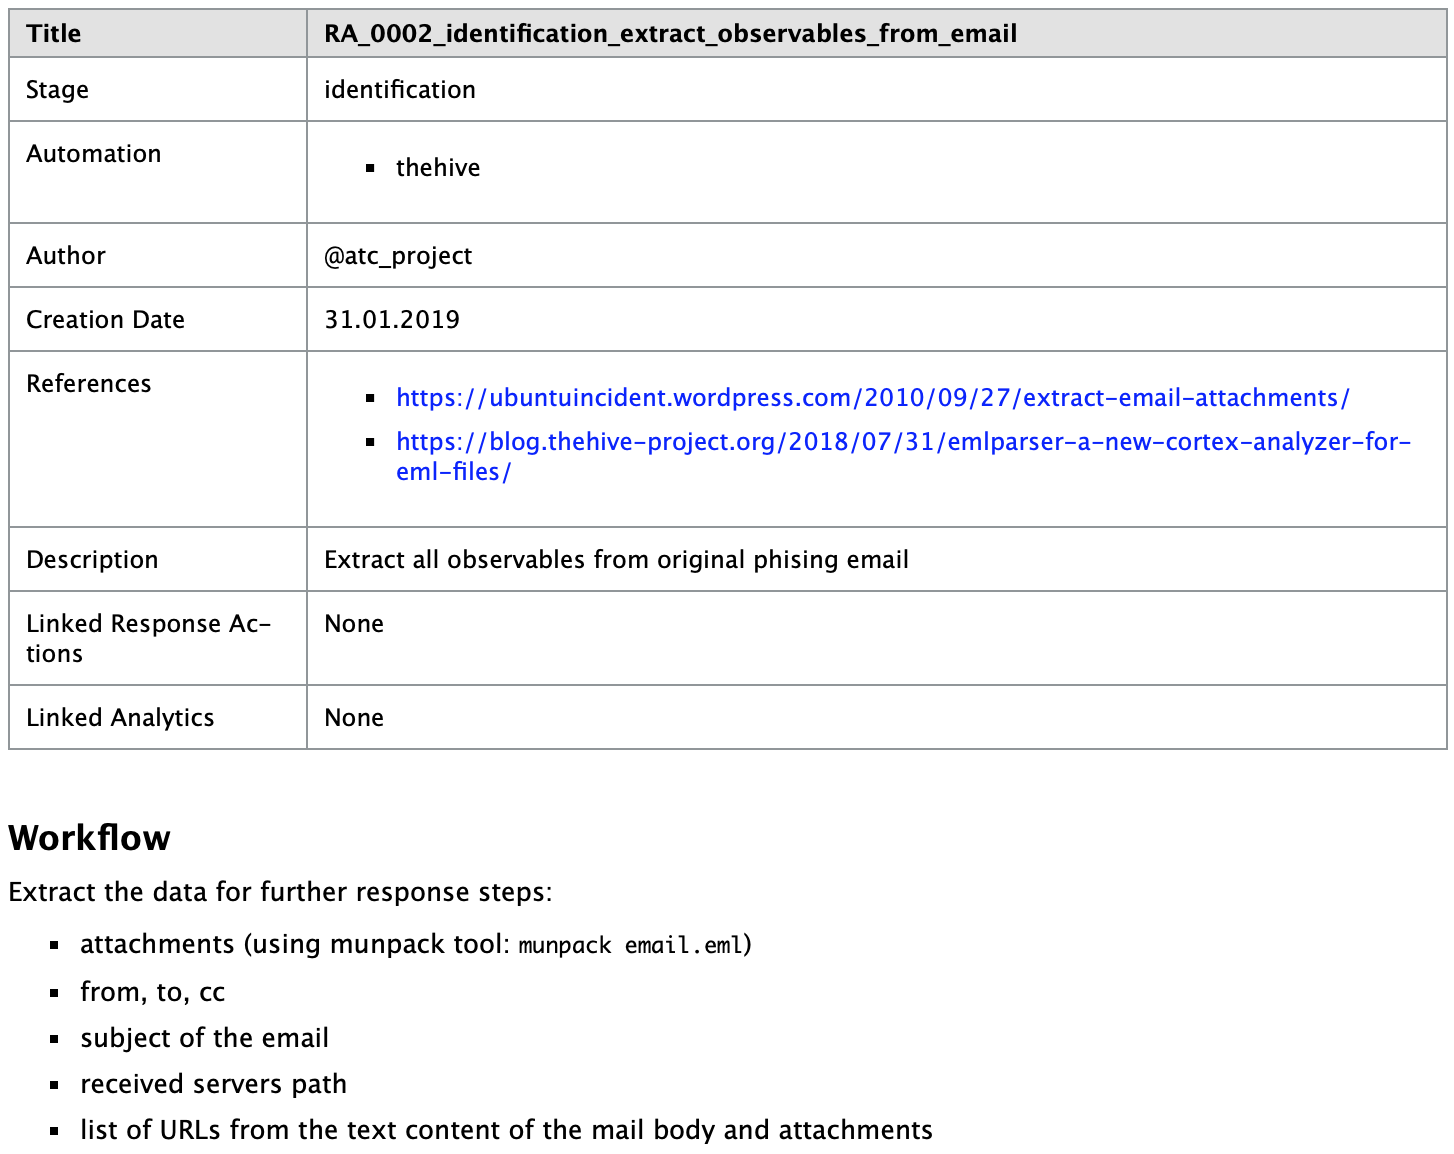 Title RA_0002_identification_extract_observables_from_email
Stage identification
Automation ▪ thehive
Author @atc_project
Creation Date 31.01.2019
References ▪ https://ubuntuincident.wordpress.com/2010/09/27/extract-email-attachments/
▪ https://blog.thehive-project.org/2018/07/31/emlparser-a-new-cortex-analyzer-for-
eml-files/
Description Extract all observables from original phising email
Linked Response Ac- None
tions
Linked Analytics None
Workflow
Extract the data for further response steps:
▪ attachments (using munpack tool: munpack email.eml)
▪ from, to, cc
▪ subject of the email
▪ received servers path
▪ list of URLs from the text content of the mail body and attachments